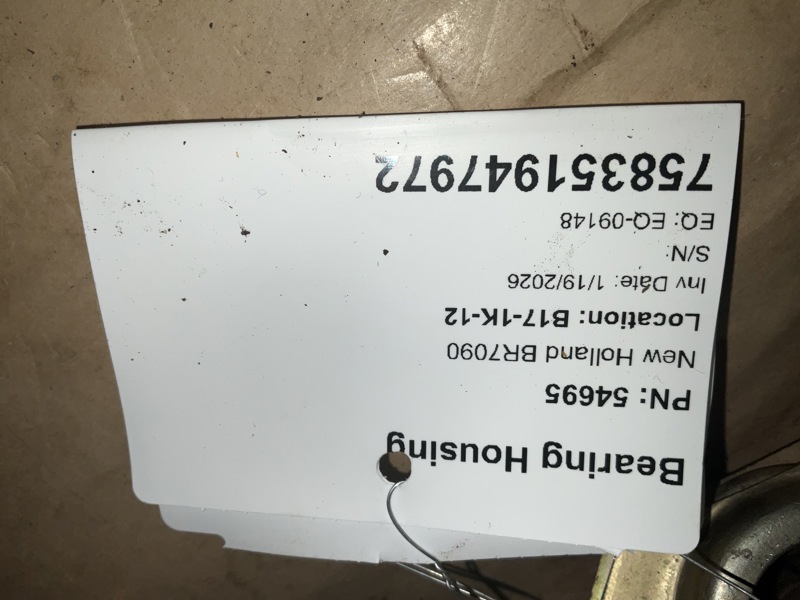 Bearing Housing
PN: 54695
New Holland BR7090
Location: B17-1K-12
Inv Date: 1/19/2026
S/N:
EQ: EQ-09148
758351947972